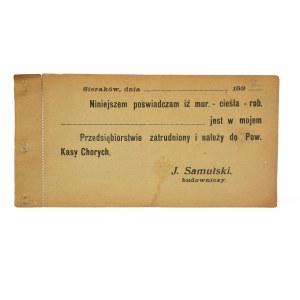 Sieraków, dnia ........................ 192
Niniejszem poświadczam iż mur. - cieśla - rob.
........................ jest w mojem
Przedsiębiorstwie zatrudniony i należy do Pow.
Kasy Chorych.
J. Samulski.
budowniczy.